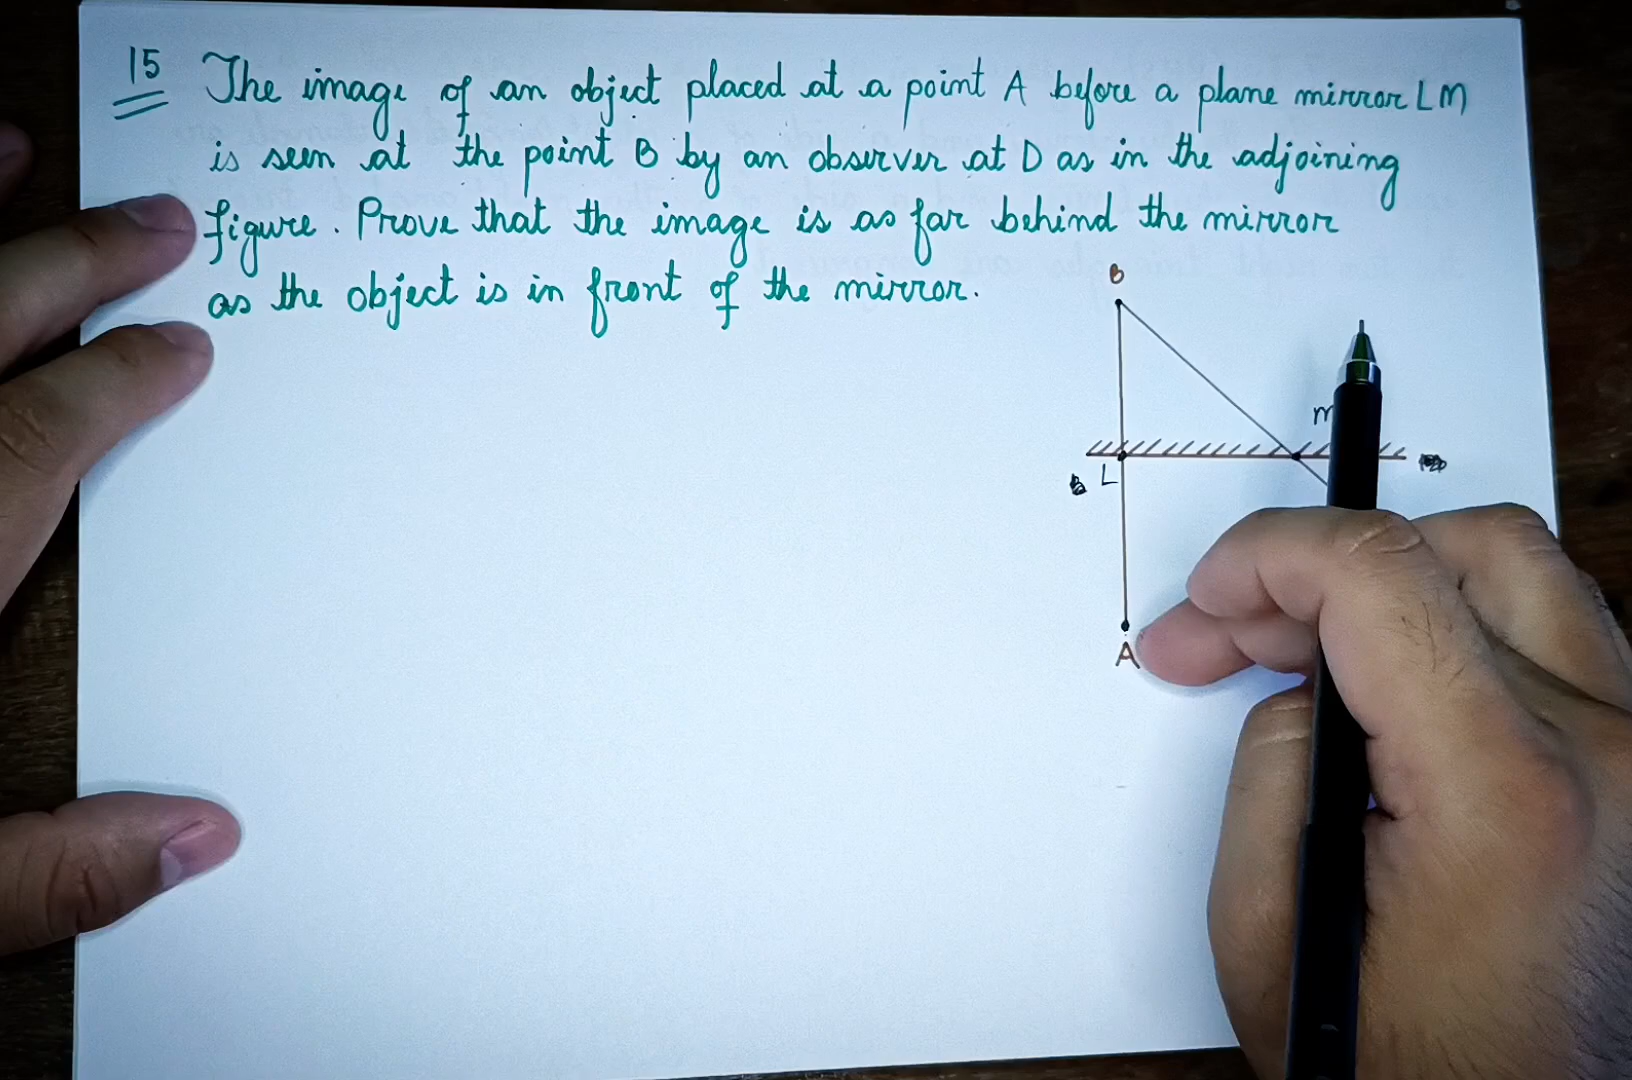 15 The image of an object placed at a point A before a plane mirror LM
is seen at the point B by an observer at D as in the adjoining
figure. Prove that the image is as far behind the mirror
as the object is in front of the mirror.
B
m
L
A